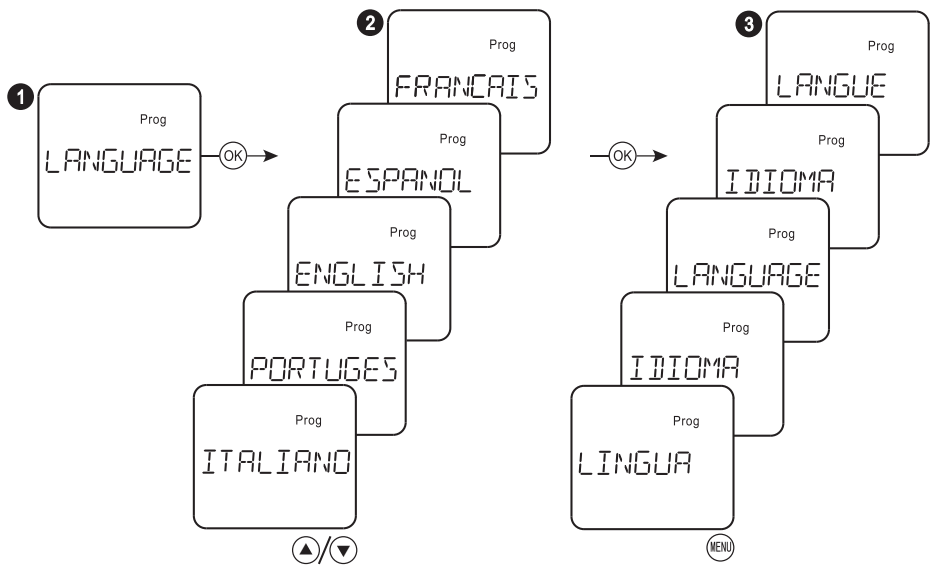 1
Prog
LANGUAGE
OK
2
Prog
FRANCAIS
Prog
ESPANOL
Prog
ENGLISH
Prog
PORTUGES
Prog
ITALIANO
▲/▼
OK
3
Prog
LANGUE
Prog
IDIOMA
Prog
LANGUAGE
Prog
IDIOMA
Prog
LINGUA
MENU